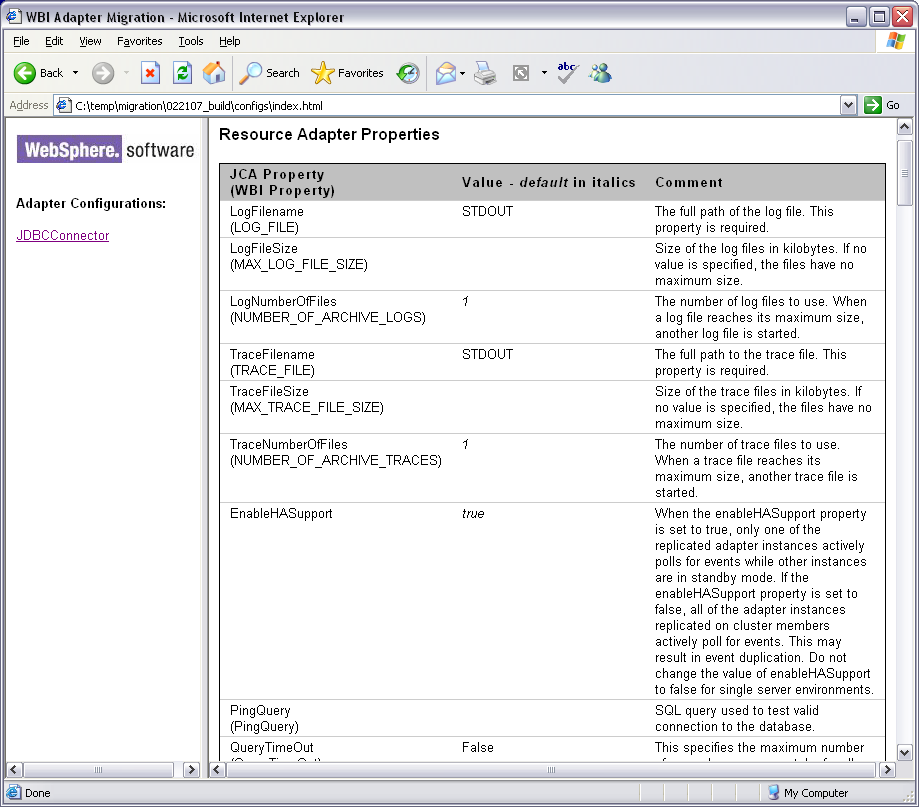 WBI Adapter Migration - Microsoft Internet Explorer
File Edit View Favorites Tools Help
Back Search Favorites
Address C:\temp\migration\022107_build\configs\index.html Go
WebSphere. software
Adapter Configurations:
JDBCConnector
Resource Adapter Properties
JCA Property
(WBI Property)
Value - default in italics
Comment
LogFilename
(LOG_FILE)
STDOUT
The full path of the log file. This
property is required.
LogFileSize
(MAX_LOG_FILE_SIZE)
Size of the log files in kilobytes. If no
value is specified, the files have no
maximum size.
LogNumberOfFiles
(NUMBER_OF_ARCHIVE_LOGS)
1
The number of log files to use. When
a log file reaches its maximum size,
another log file is started.
TraceFilename
(TRACE_FILE)
STDOUT
The full path to the trace file. This
property is required.
TraceFileSize
(MAX_TRACE_FILE_SIZE)
Size of the trace files in kilobytes. If
no value is specified, the files have no
maximum size.
TraceNumberOfFiles
(NUMBER_OF_ARCHIVE_TRACES)
1
The number of trace files to use.
When a trace file reaches its
maximum size, another trace file is
started.
EnableHASupport
true
When the enableHASupport property
is set to true, only one of the
replicated adapter instances actively
polls for events while other instances
are in standby mode. If the
enableHASupport property is set to
false, all of the adapter instances
replicated on cluster members
actively poll for events. This may
result in event duplication. Do not
change the value of enableHASupport
to false for single server environments.
PingQuery
(PingQuery)
SQL query used to test valid
connection to the database.
QueryTimeOut
False
This specifies the maximum number
Done
My Computer